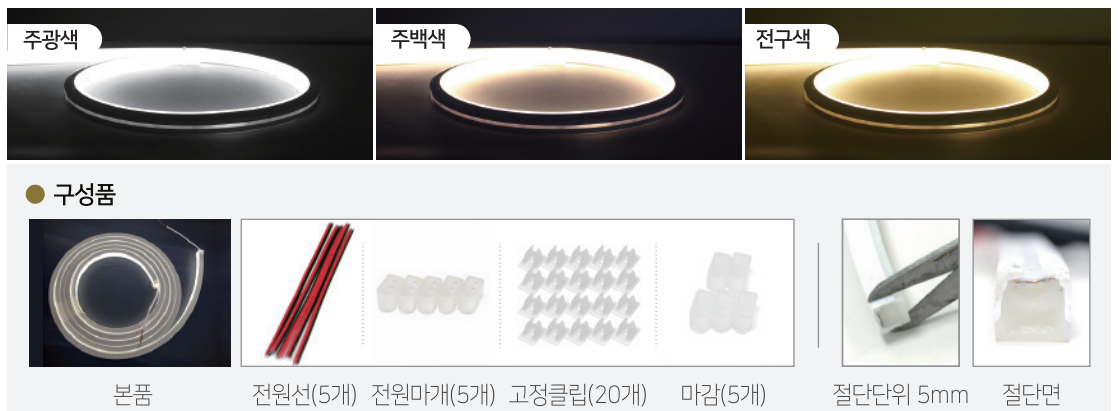 주광색
주백색
전구색
구성품
본품
전원선(5개)
전원마개(5개)
고정클립(20개)
마감(5개)
절단단위 5mm
절단면